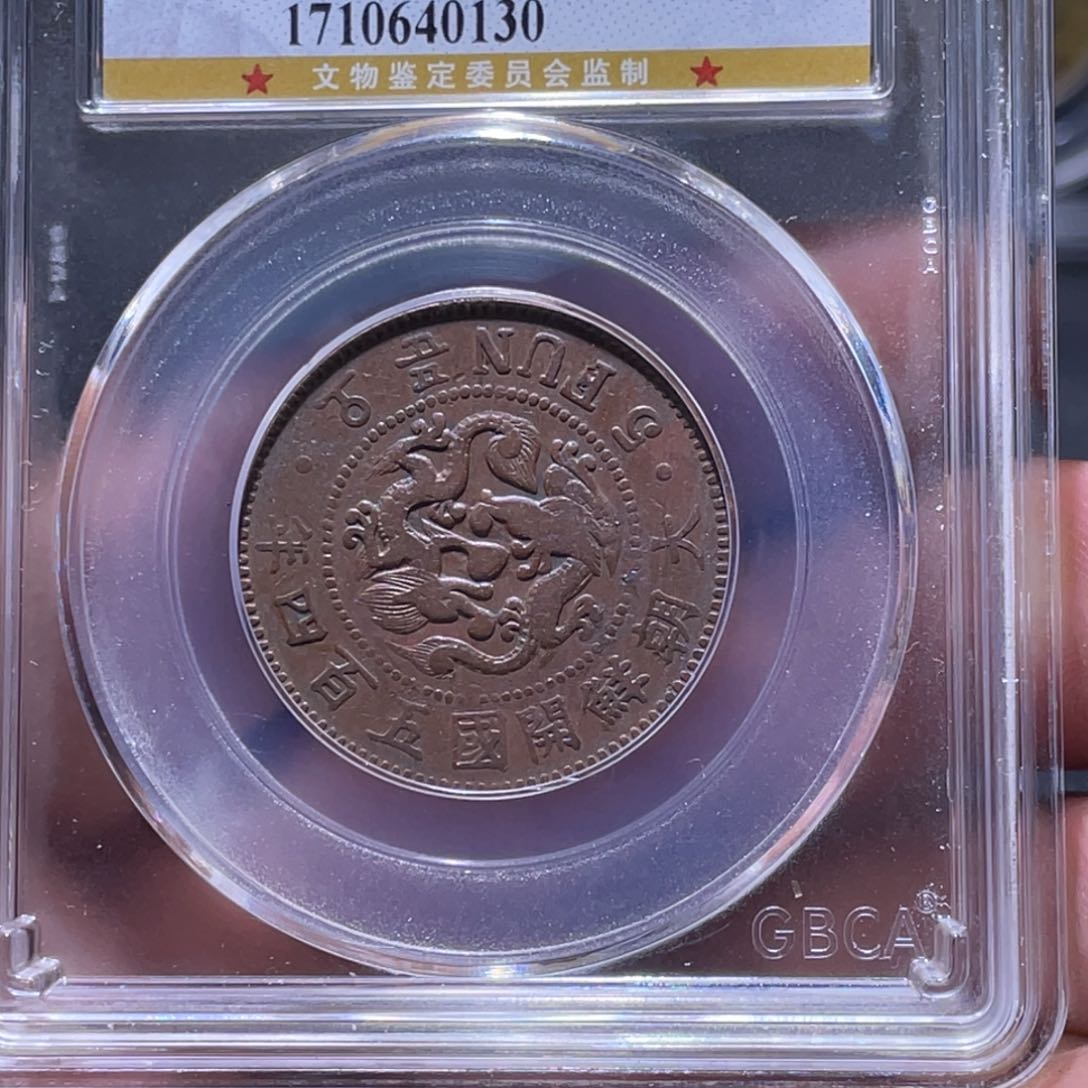 1710640130
★ 文物鉴定委员会监制 ★
大朝鮮開國五百四年
5 FUN 오푼
GBCA®